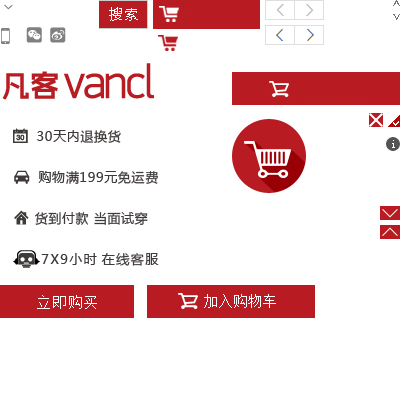 搜索
凡客 vancl
30
30天内退换货
购物满199元免运费
货到付款 当面试穿
7X9小时 在线客服
立即购买
加入购物车